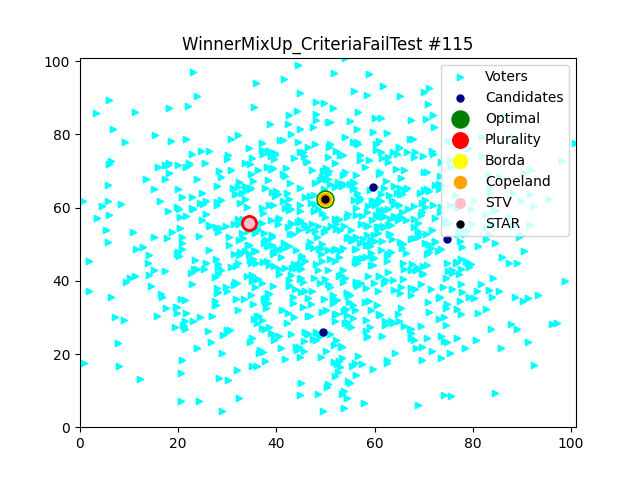 WinnerMixUp_CriteriaFailTest #115
100
80
60
40
20
0
0 20 40 60 80 100
Voters
Candidates
Optimal
Plurality
Borda
Copeland
STV
STAR